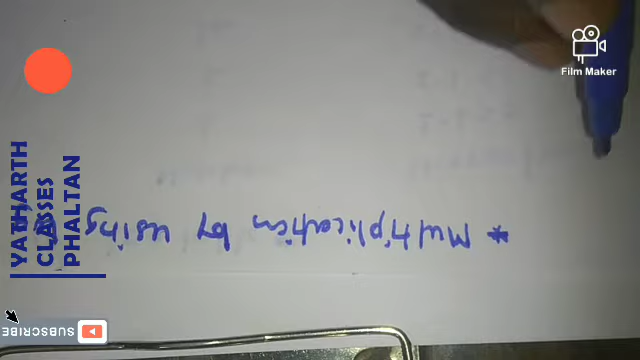 Film Maker
YATHARTH
CLASSES
PHALTAN
* Multiplication by using
SUBSCRIBE